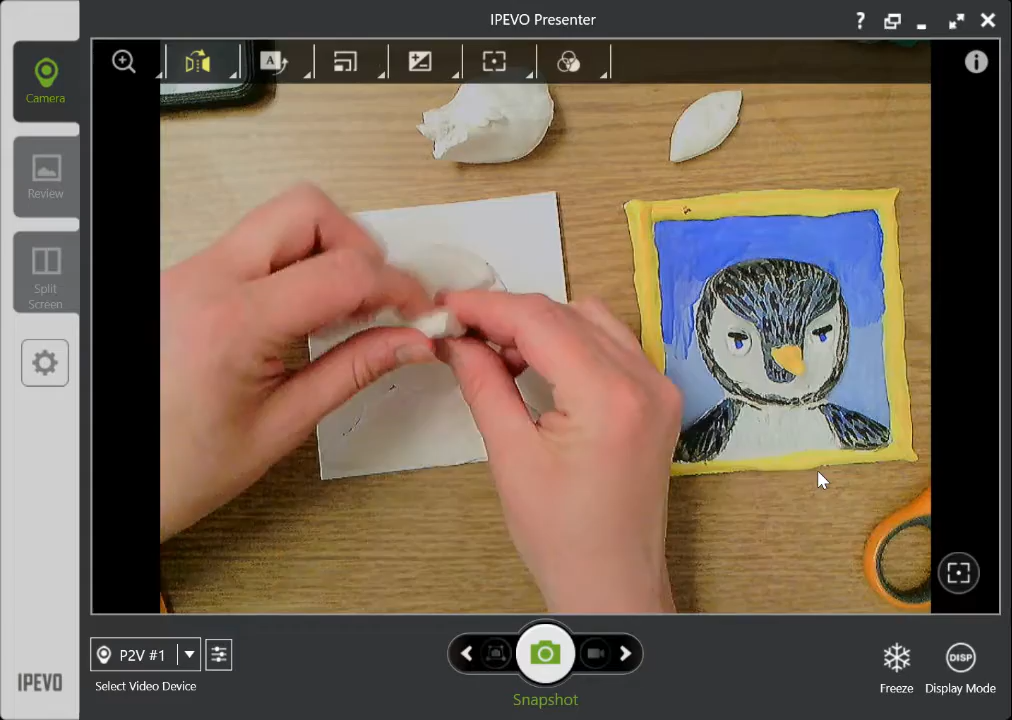 IPEVO Presenter
?
Camera
Review
Split
Screen
A
i
P2V #1
Select Video Device
Snapshot
Freeze
DISP
Display Mode
IPEVO